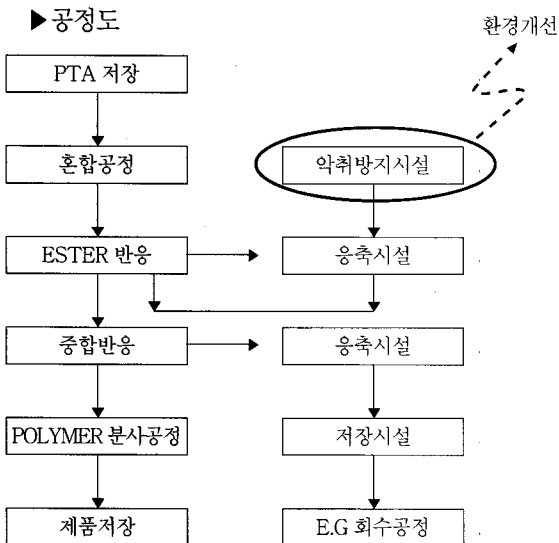 ▶공정도
환경개선
PTA 저장
혼합공정
악취방지시설
ESTER 반응
응축시설
중합반응
응축시설
POLYMER 분사공정
저장시설
제품저장
E.G 회수공정